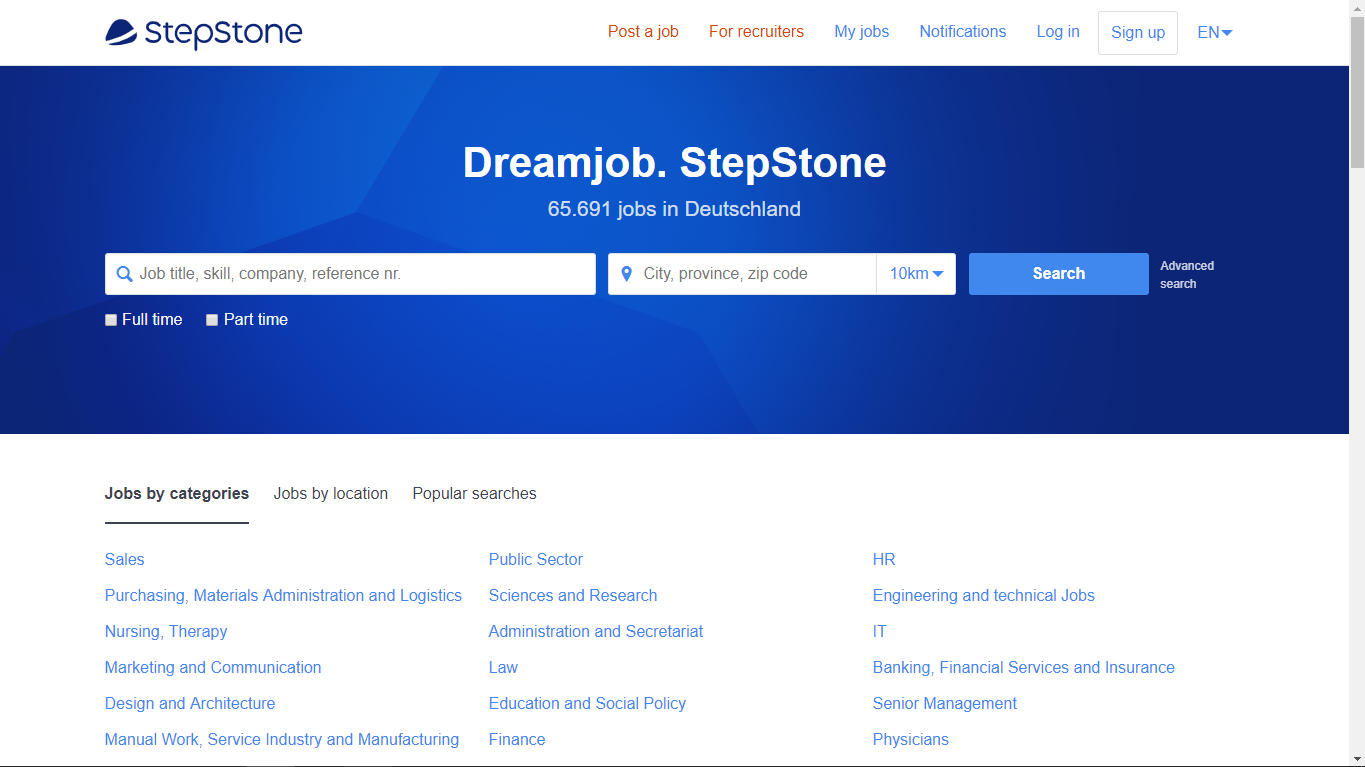 StepStone
Post a job For recruiters My jobs Notifications Log in Sign up EN
Dreamjob. StepStone
65.691 jobs in Deutschland
Job title, skill, company, reference nr. City, province, zip code 10km Search Advanced search
Full time Part time
Jobs by categories Jobs by location Popular searches
Sales Public Sector HR
Purchasing, Materials Administration and Logistics Sciences and Research Engineering and technical Jobs
Nursing, Therapy Administration and Secretariat IT
Marketing and Communication Law Banking, Financial Services and Insurance
Design and Architecture Education and Social Policy Senior Management
Manual Work, Service Industry and Manufacturing Finance Physicians